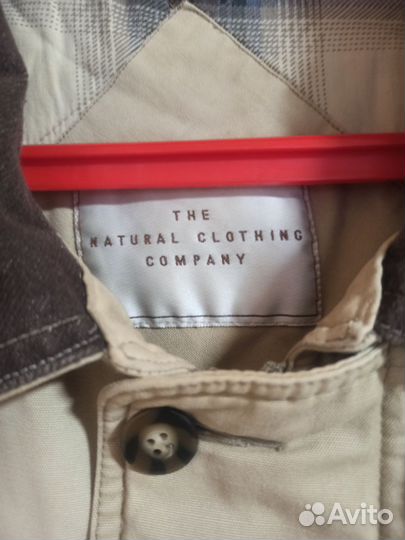 THE
NATURAL CLOTHING
COMPANY
Avito